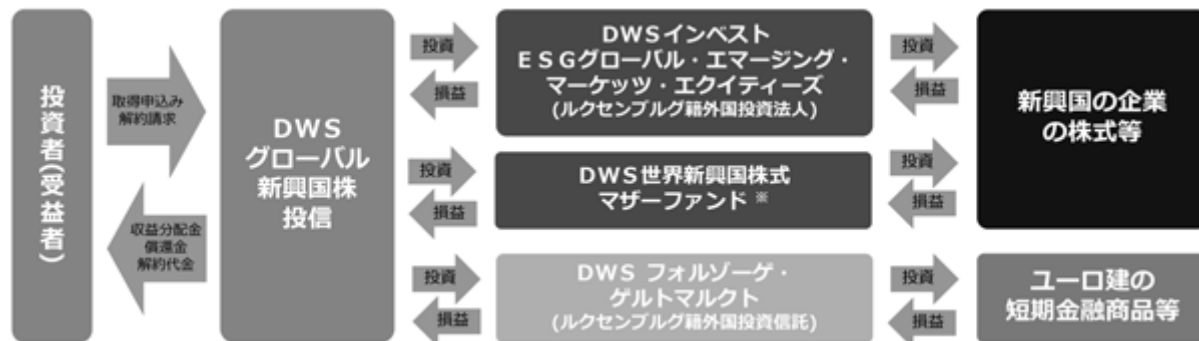 投資者(受益者)
取得申込み
解約請求
収益分配金
償還金
解約代金
DWS
グローバル
新興国株
投信
投資
損益
DWSインベスト
ESGグローバル・エマージング・
マーケッツ・エクイティーズ
(ルクセンブルグ籍外国投資法人)
投資
損益
新興国の企業
の株式等
投資
損益
DWS世界新興国株式
マザーファンド ※
投資
損益
投資
損益
DWS フォルゾーゲ・
ゲルトマルクト
(ルクセンブルグ籍外国投資信託)
投資
損益
ユーロ建の
短期金融商品等